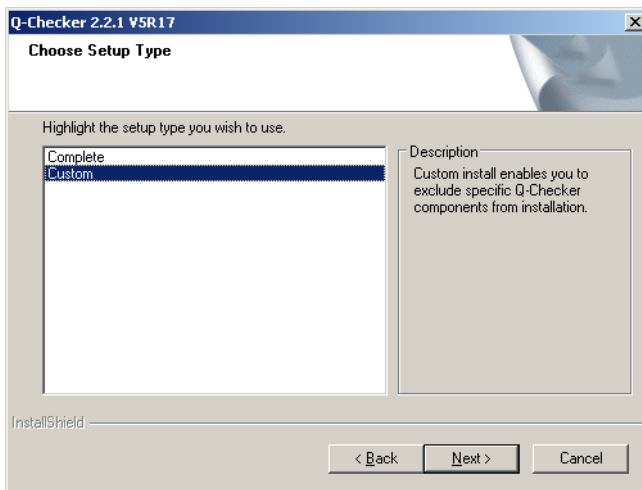 Q-Checker 2.2.1 V5R17
Choose Setup Type
Highlight the setup type you wish to use.
Complete
Custom
Description
Custom install enables you to
exclude specific Q-Checker
components from installation.
InstallShield
< Back
Next >
Cancel